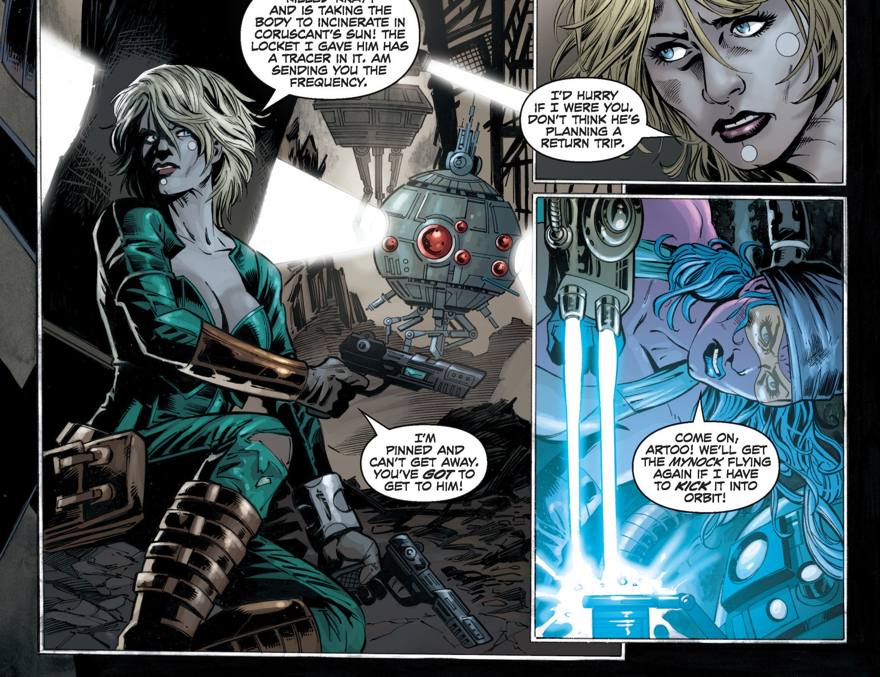 AND IS TAKING THE
BODY TO INCINERATE IN
CORUSCANT'S SUN! THE
LOCKET I GAVE HIM HAS
A TRACER IN IT. AM
SENDING YOU THE
FREQUENCY.
I'D HURRY
IF I WERE YOU.
DON'T THINK HE'S
PLANNING A
RETURN TRIP.
I'M
PINNED AND
CAN'T GET AWAY.
YOU'VE GOT TO
GET TO HIM!
COME ON,
ARTOO! WE'LL GET
THE MYNOCK FLYING
AGAIN IF I HAVE
TO KICK IT INTO
ORBIT!